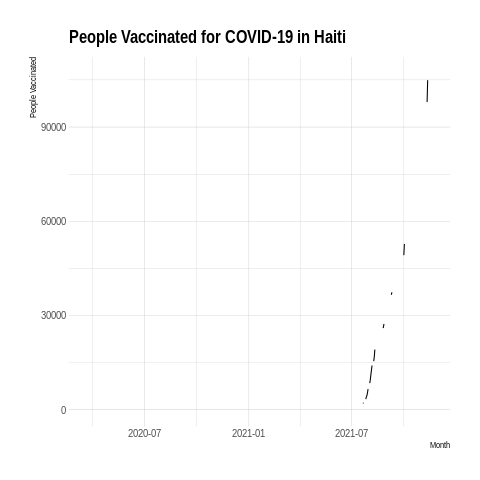 People Vaccinated for COVID-19 in Haiti
People Vaccinated
90000
60000
30000
0
2020-07 2021-01 2021-07
Month